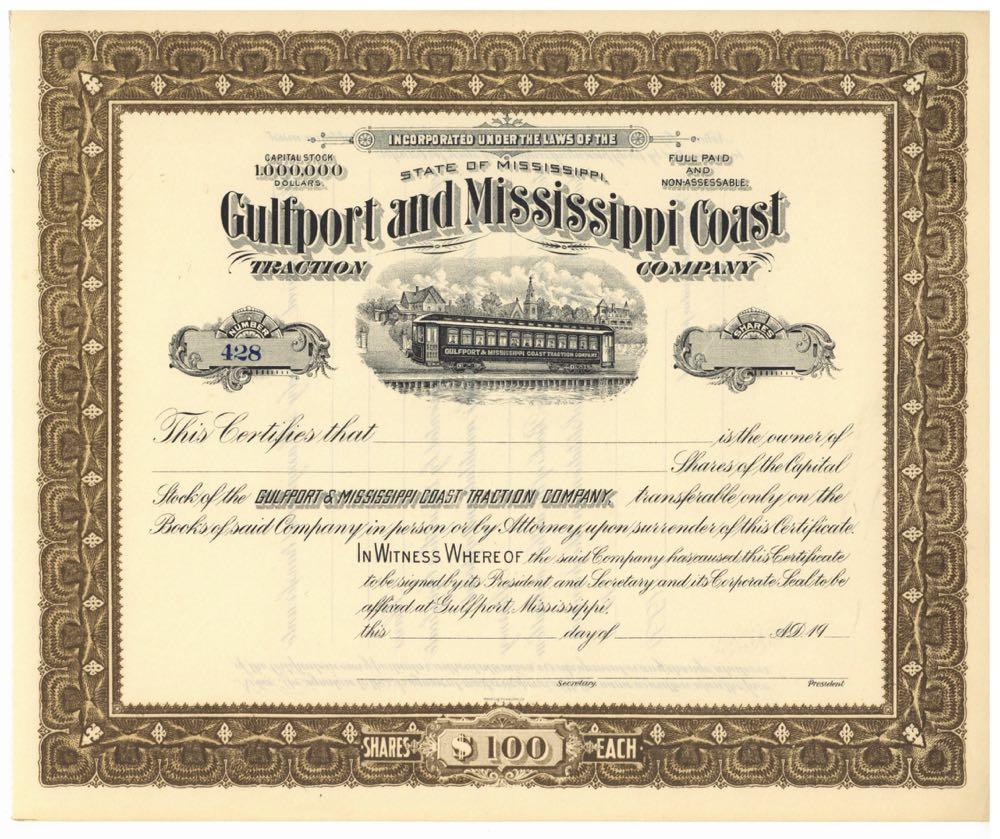 INCORPORATED UNDER THE LAWS OF THE
STATE OF MISSISSIPPI.
CAPITAL STOCK
1.000.000
DOLLARS.
FULL PAID
AND
NON-ASSESSABLE.
Gulfport and Mississippi Coast
TRACTION COMPANY
NUMBER
428
SHARES
GULFPORT & MISSISSIPPI COAST TRACTION COMPANY
This Certifies that is the owner of
Shares of the Capital
Stock of the GULFPORT & MISSISSIPPI COAST TRACTION COMPANY. transferable only on the
Books of said Company in person or by Attorney upon surrender of this Certificate.
IN WITNESS WHEREOF the said Company has caused this Certificate
to be signed by its President and Secretary and its Corporate Seal to be
affixed at Gulfport, Mississippi.
this day of A.D. 19
Secretary. President
SHARES $100 EACH